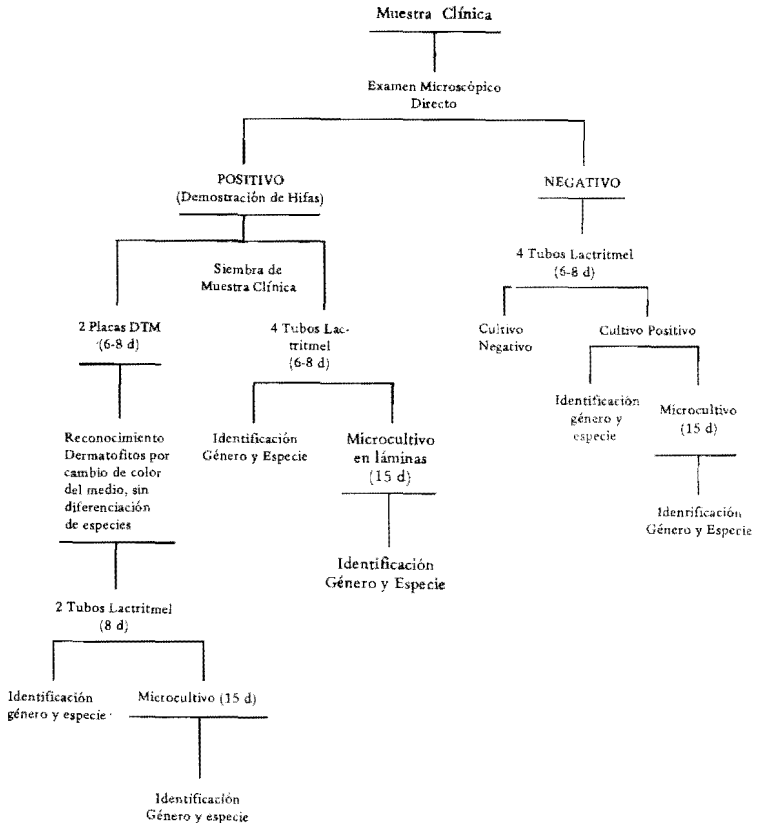 Muestra Clínica
Examen Microscópico
Directo
POSITIVO
(Demostración de Hifas)
NEGATIVO
Siembra de
Muestra Clínica
4 Tubos Lactritmel
(6-8 d)
2 Placas DTM
(6-8 d)
4 Tubos Lac-
tritmel
(6-8 d)
Cultivo
Negativo
Cultivo Positivo
Identificación
género y
especie
Microcultivo
(15 d)
Reconocimiento
Dermatofitos por
cambio de color
del medio, sin
diferenciación
de especies
Identificación
Género y Especie
Microcultivo
en láminas
(15 d)
Identificación
Género y Especie
Identificación
Género y Especie
2 Tubos Lactritmel
(8 d)
Identificación
género y especie
Microcultivo (15 d)
Identificación
Género y especie